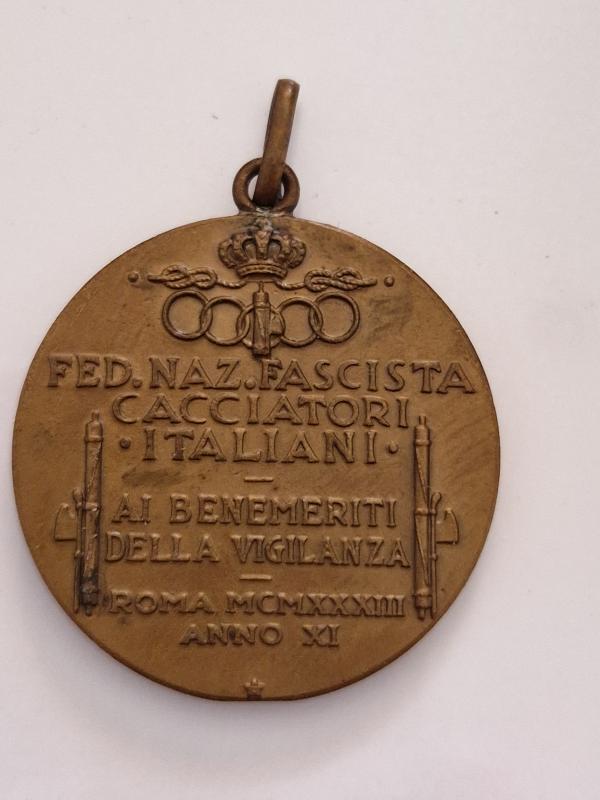 FED. NAZ. FASCISTA
CACCIATORI
· ITALIANI ·
AI BENEMERITI
DELLA VIGILANZA
ROMA MCMXXXIII
ANNO XI